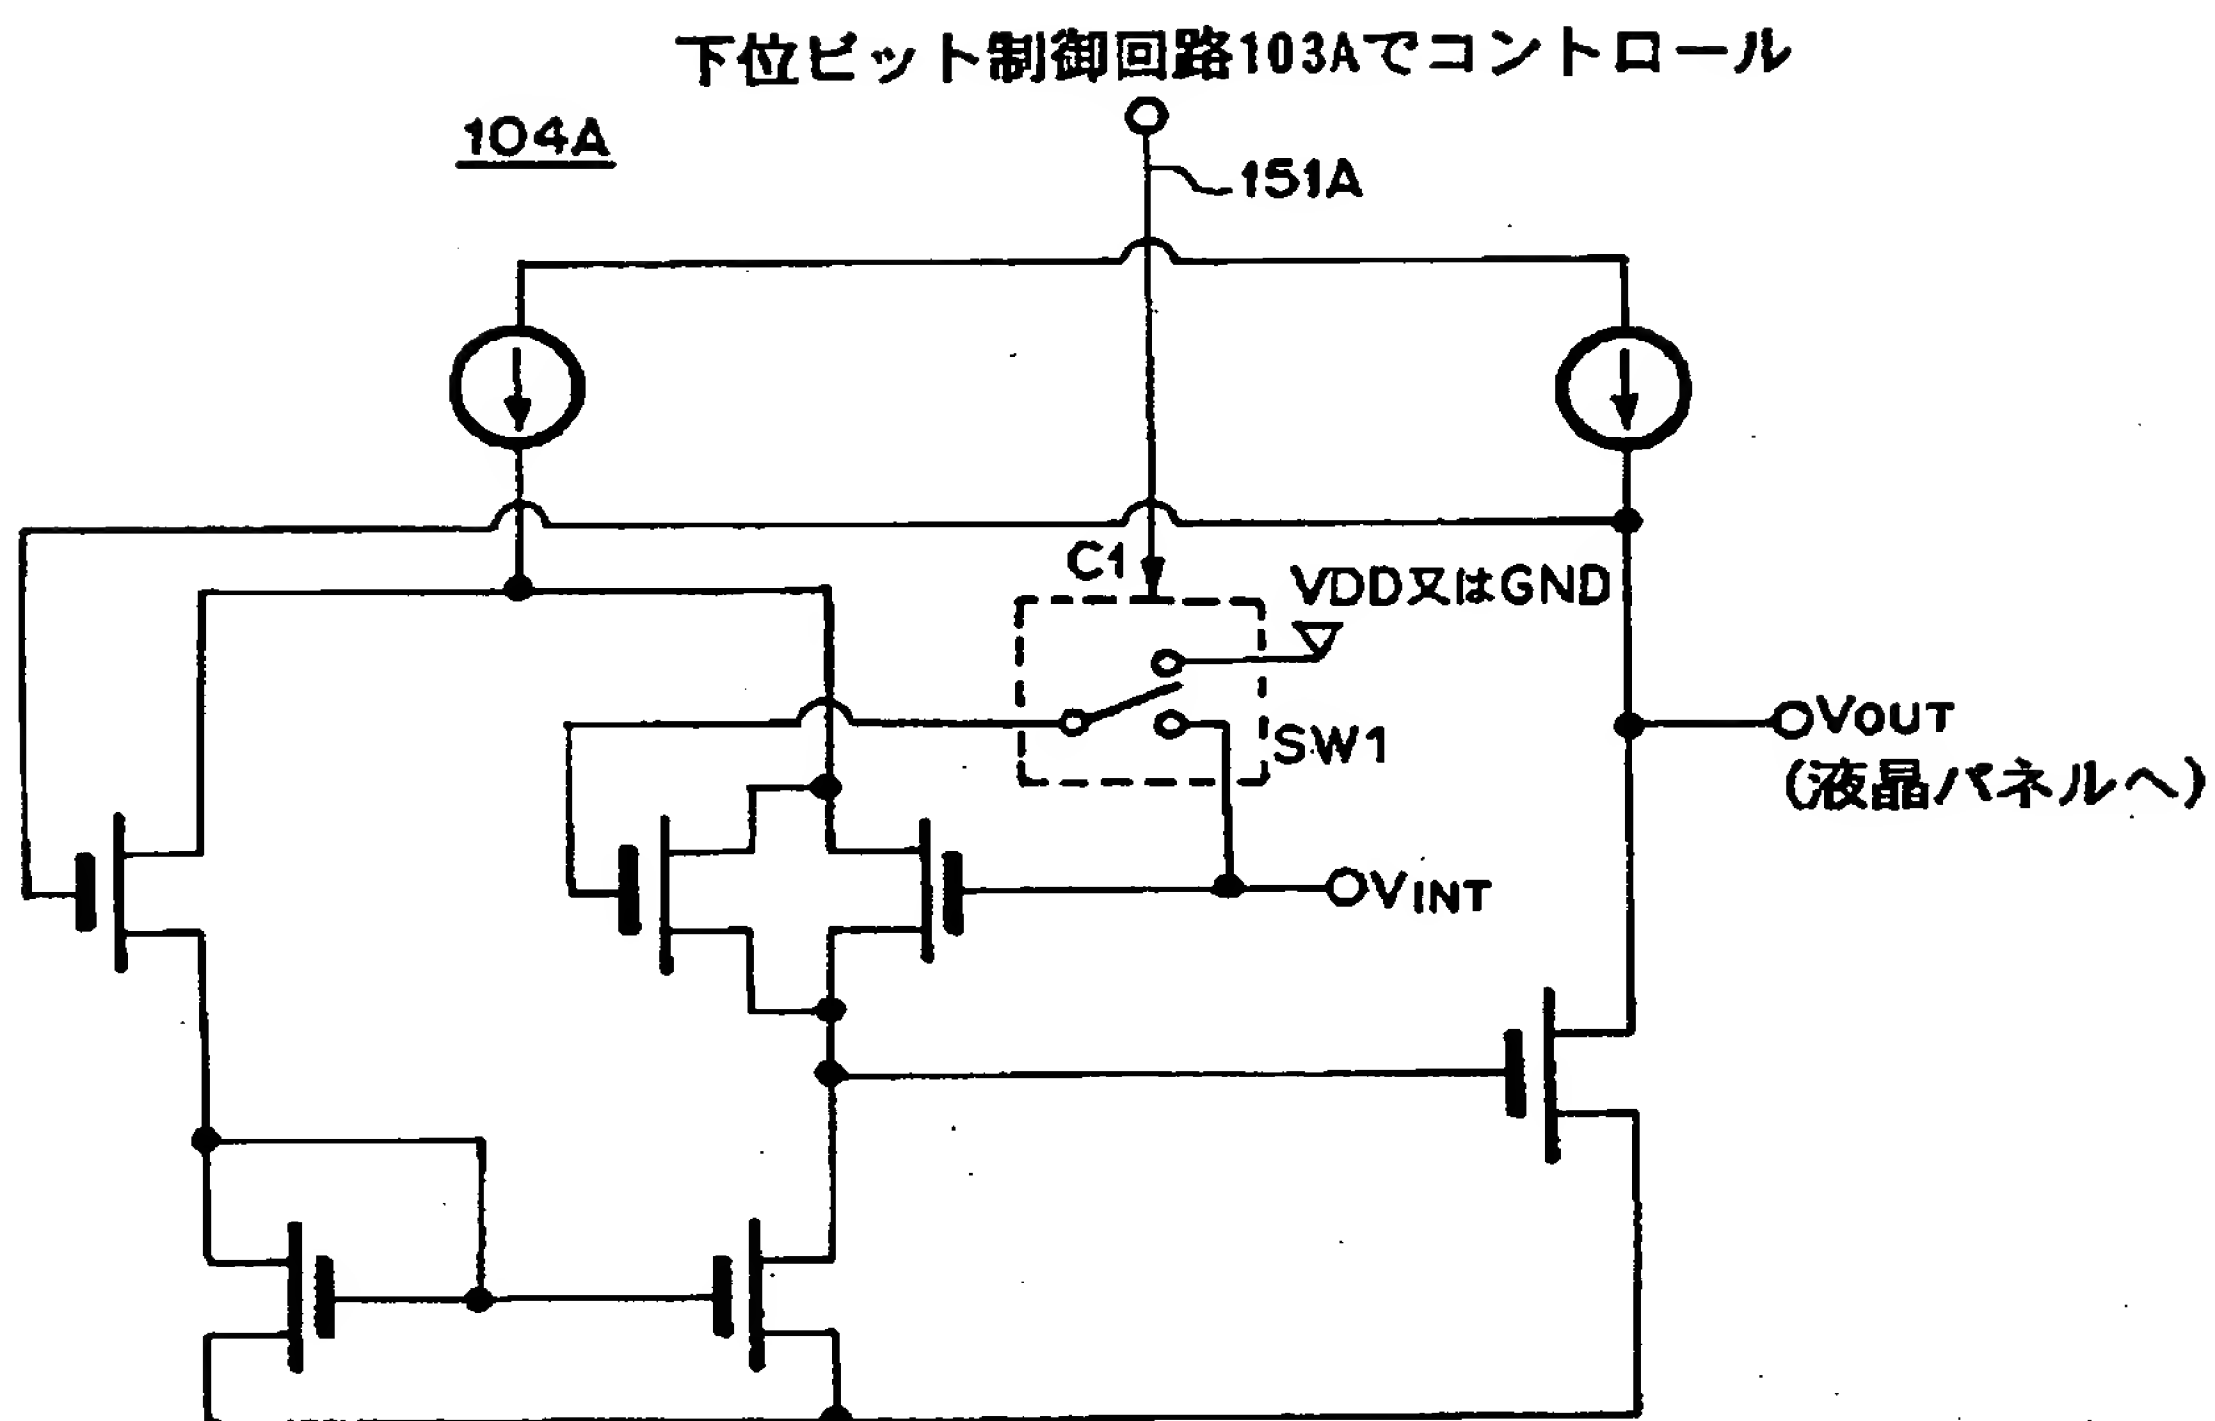 下位ビット制御回路103Aでコントロール
104A
151A
C1
VDD又はGND
SW1
VOUT
(液晶パネルへ)
VINT